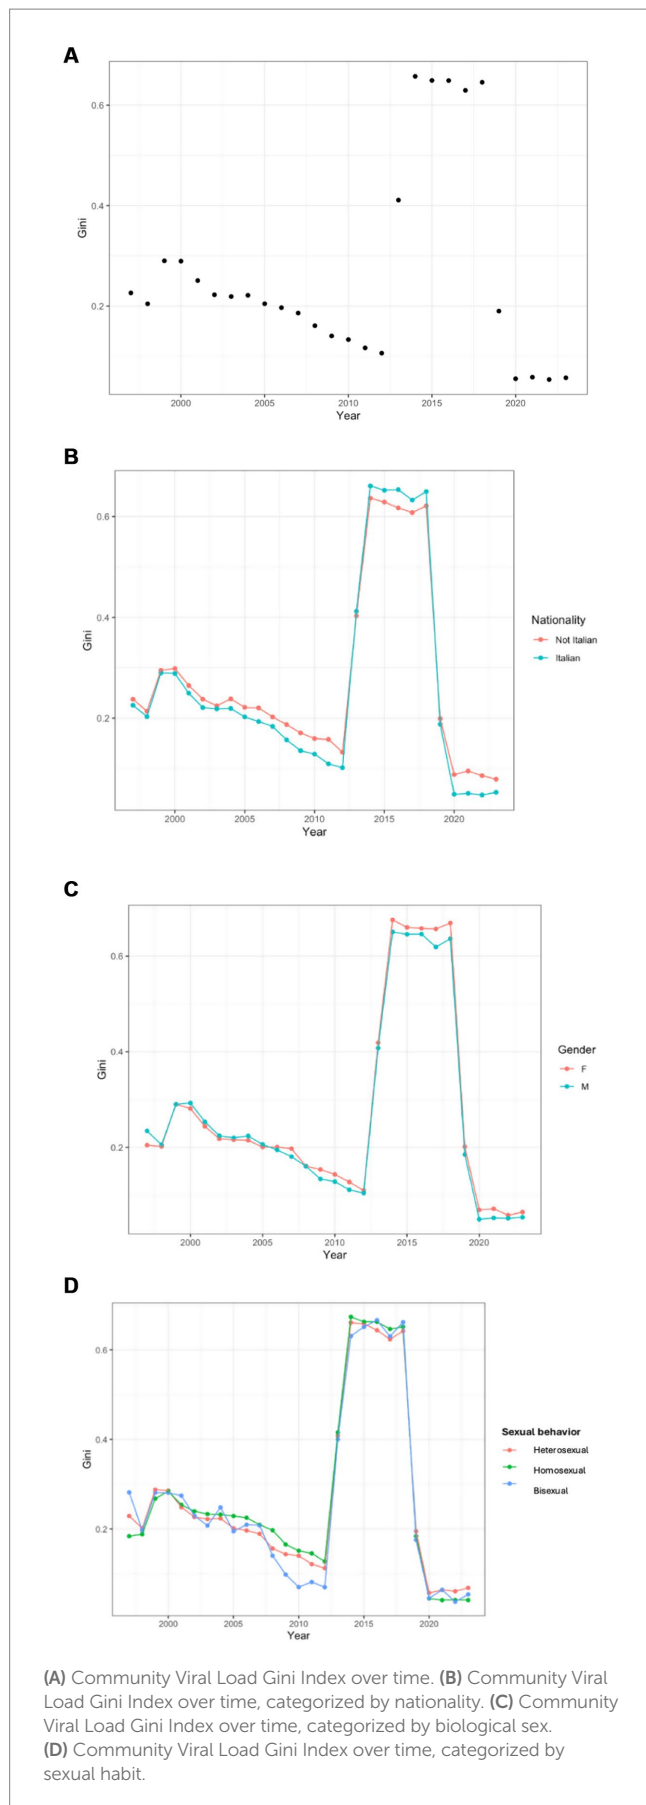 A
0.6
0.4
0.2
Gini
2000 2005 2010 2015 2020
Year
B
0.6
0.4
0.2
Gini
2000 2005 2010 2015 2020
Year
Nationality
Not Italian
Italian
C
0.6
0.4
0.2
Gini
2000 2005 2010 2015 2020
Year
Gender
F
M
D
0.6
0.4
0.2
Gini
2000 2005 2010 2015 2020
Year
Sexual behavior
Heterosexual
Homosexual
Bisexual
(A) Community Viral Load Gini Index over time. (B) Community Viral
Load Gini Index over time, categorized by nationality. (C) Community
Viral Load Gini Index over time, categorized by biological sex.
(D) Community Viral Load Gini Index over time, categorized by
sexual habit.